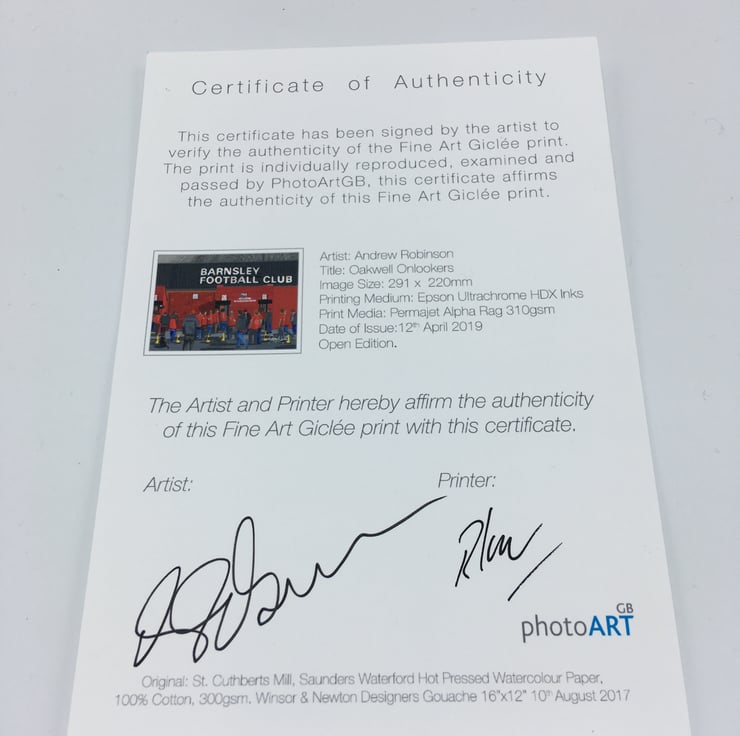 Certificate of Authenticity
This certificate has been signed by the artist to
verify the authenticity of the Fine Art Giclée print.
The print is individually reproduced, examined and
passed by PhotoArtGB, this certificate affirms
the authenticity of this Fine Art Giclée print.
BARNSLEY
FOOTBALL CLUB
Artist: Andrew Robinson
Title: Oakwell Onlookers
Image Size: 291 x 220mm
Printing Medium: Epson Ultrachrome HDX Inks
Print Media: Permajet Alpha Rag 310gsm
Date of Issue:12th April 2019
Open Edition.
The Artist and Printer hereby affirm the authenticity
of this Fine Art Giclée print with this certificate.
Artist:
Printer:
photoARTGB
Original: St. Cuthberts Mill, Saunders Waterford Hot Pressed Watercolour Paper,
100% Cotton, 300gsm. Winsor & Newton Designers Gouache 16"x12" 10th August 2017